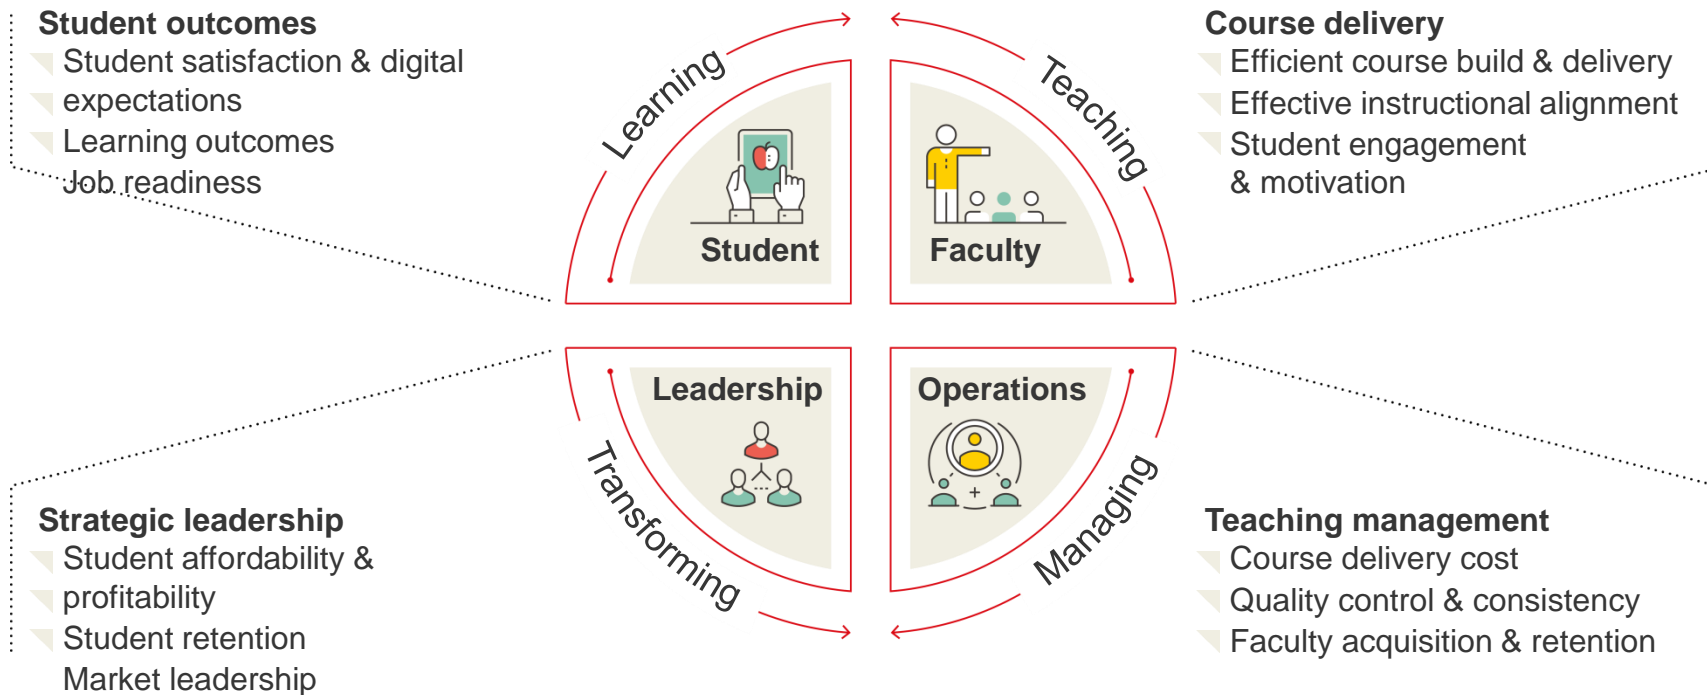 Student outcomes
Student satisfaction & digital
expectations
Learning outcomes
Job readiness
Learning
Student
Teaching
Faculty
Course delivery
Efficient course build & delivery
Effective instructional alignment
Student engagement
& motivation
Leadership
Transforming
Operations
Managing
Strategic leadership
Student affordability &
profitability
Student retention
Market leadership
Teaching management
Course delivery cost
Quality control & consistency
Faculty acquisition & retention